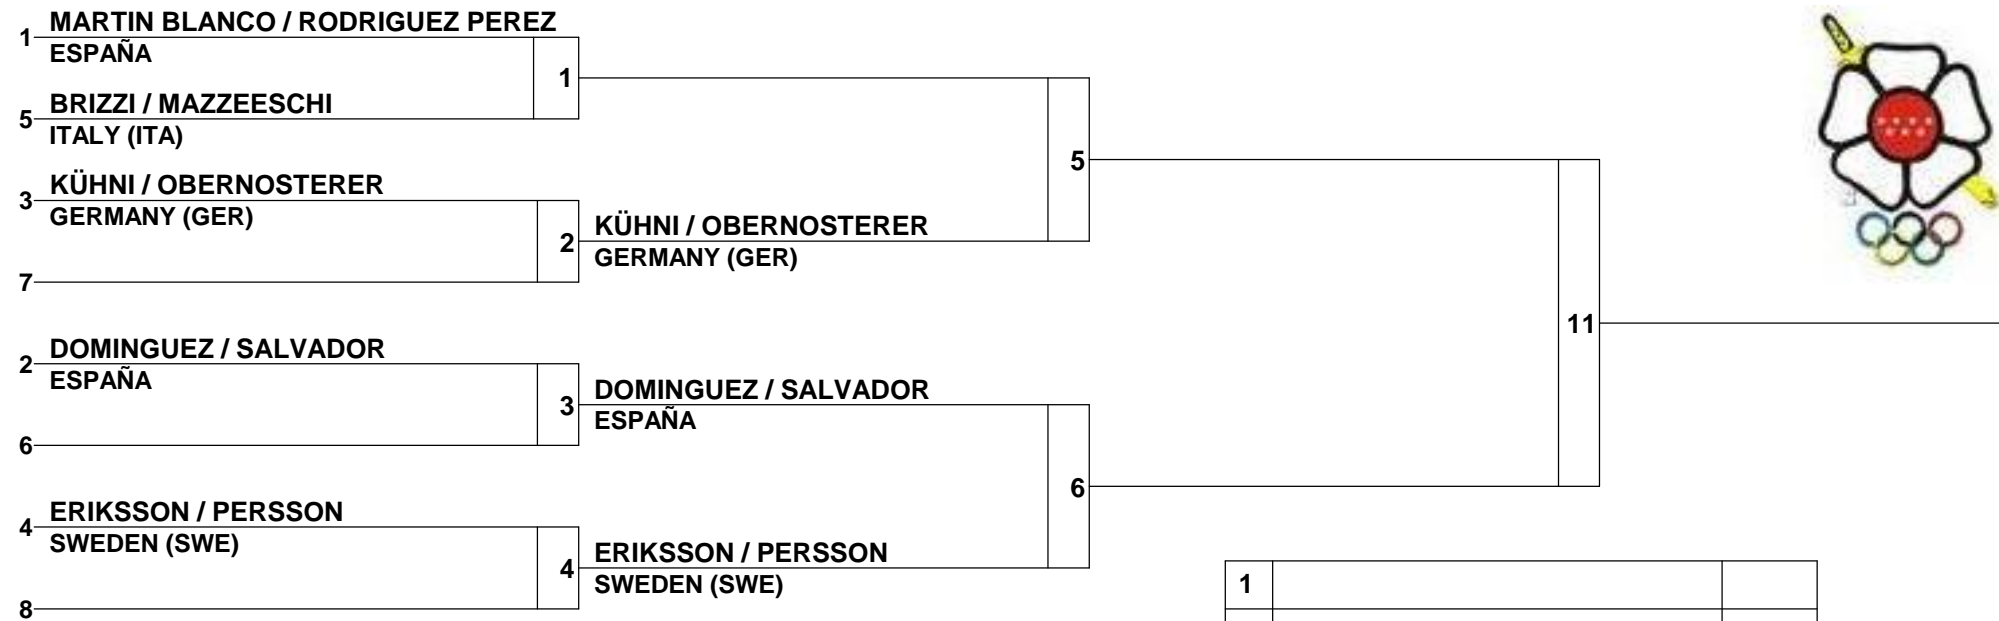 MARTIN BLANCO / RODRIGUEZ PEREZ
1
ESPAÑA
1
BRIZZI / MAZZEESCHI
5
ITALY (ITA)
5
KÜHNI / OBERNOSTERER
3
GERMANY (GER)
2
KÜHNI / OBERNOSTERER
GERMANY (GER)
7
11
DOMINGUEZ / SALVADOR
2
ESPAÑA
3
DOMINGUEZ / SALVADOR
ESPAÑA
6
6
ERIKSSON / PERSSON
4
SWEDEN (SWE)
4
ERIKSSON / PERSSON
SWEDEN (SWE)
1
8